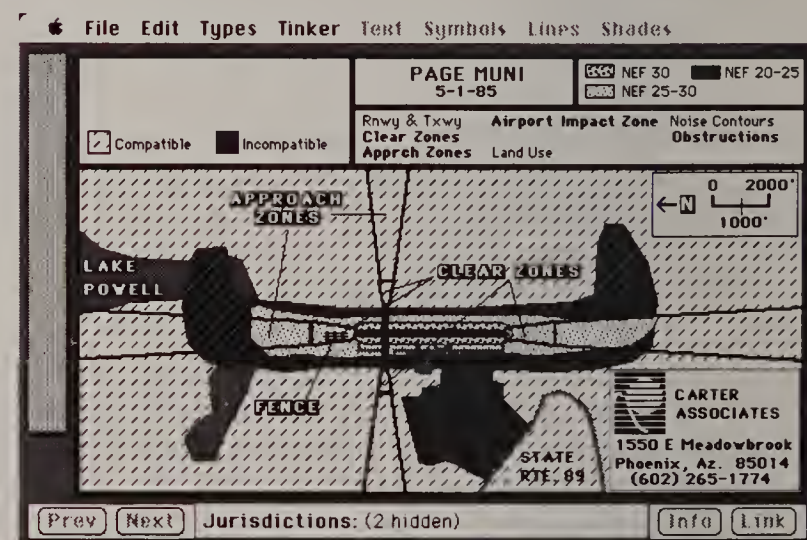 File Edit Types Tinker Text Symbols Lines Shades
PAGE MUNI
5-1-85
NEF 30 NEF 20-25
NEF 25-30
Compatible Incompatible
Rnwy & Txwy Airport Impact Zone Noise Contours
Clear Zones Obstructions
Apprch Zones Land Use
APPROACH
ZONES
0 2000'
N
1000'
LAKE
POWELL
CLEAR ZONES
FENCE
STATE
RTE. 89
CARTER
ASSOCIATES
1550 E Meadowbrook
Phoenix, Az. 85014
(602) 265-1774
Prev Next Jurisdictions: (2 hidden) Info Link